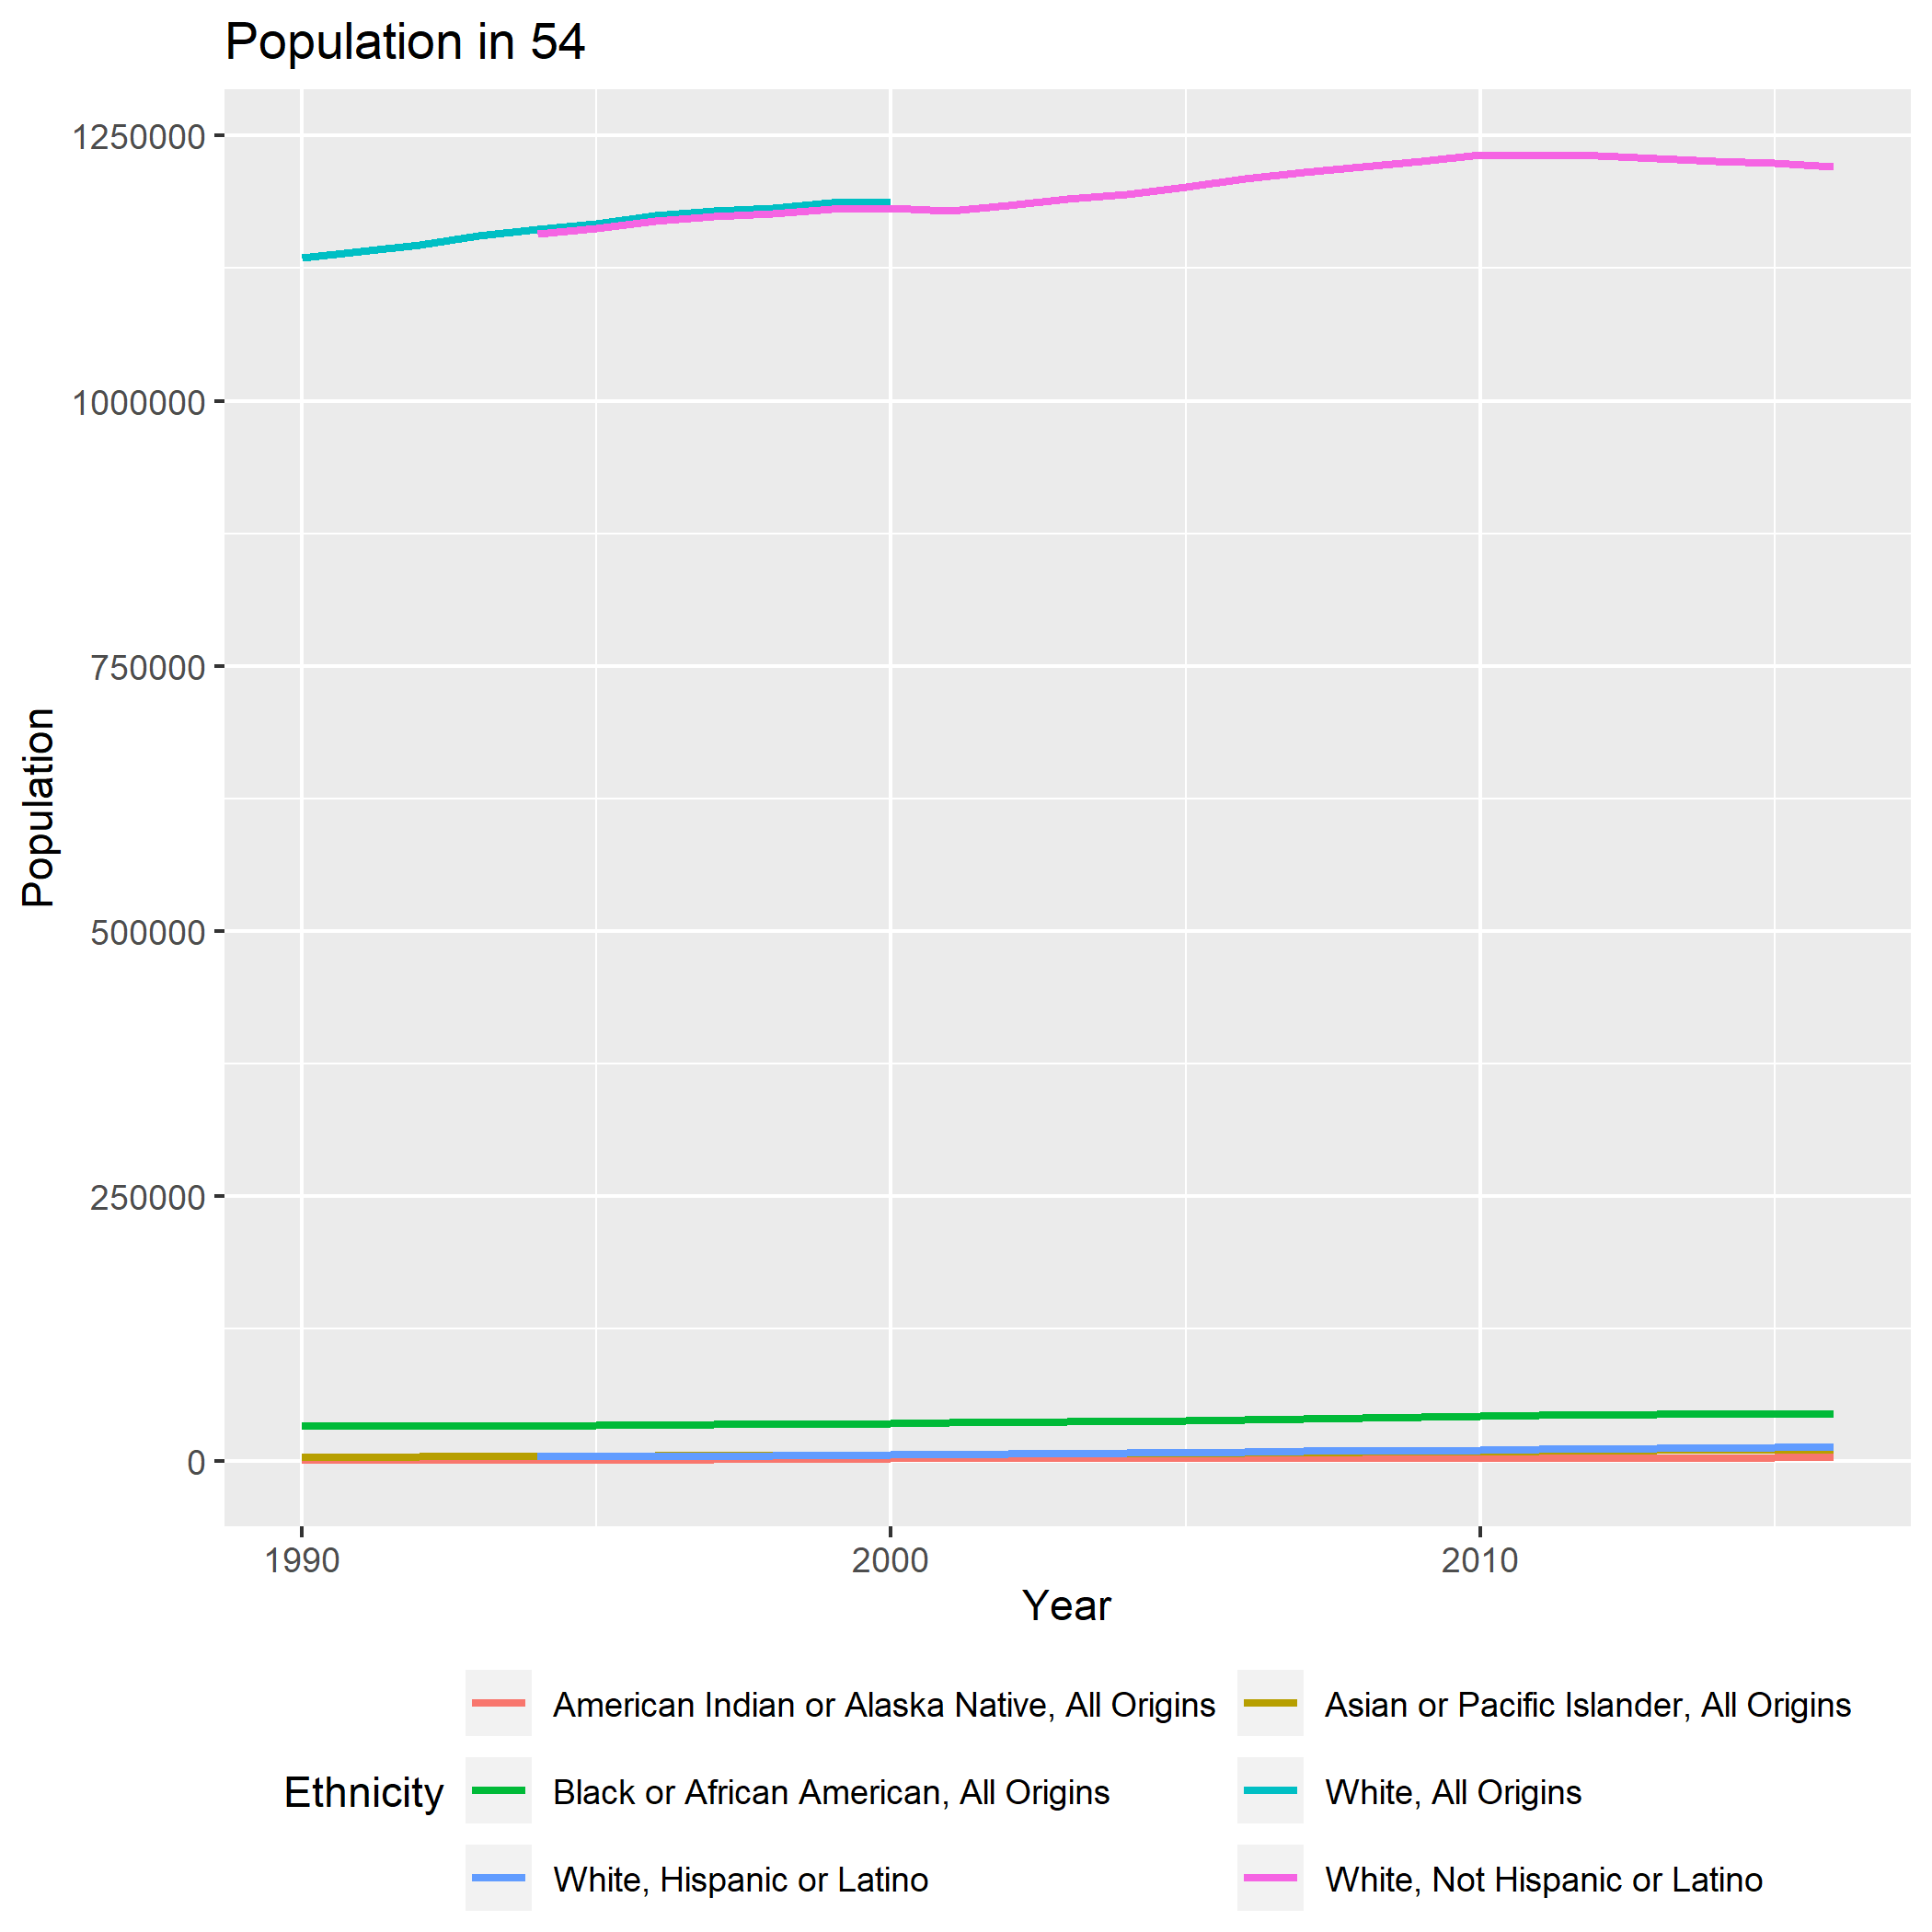 Population in 54
1250000
1000000
750000
500000
250000
0
Population
1990 2000 2010
Year
Ethnicity
American Indian or Alaska Native, All Origins
Asian or Pacific Islander, All Origins
Black or African American, All Origins
White, All Origins
White, Hispanic or Latino
White, Not Hispanic or Latino